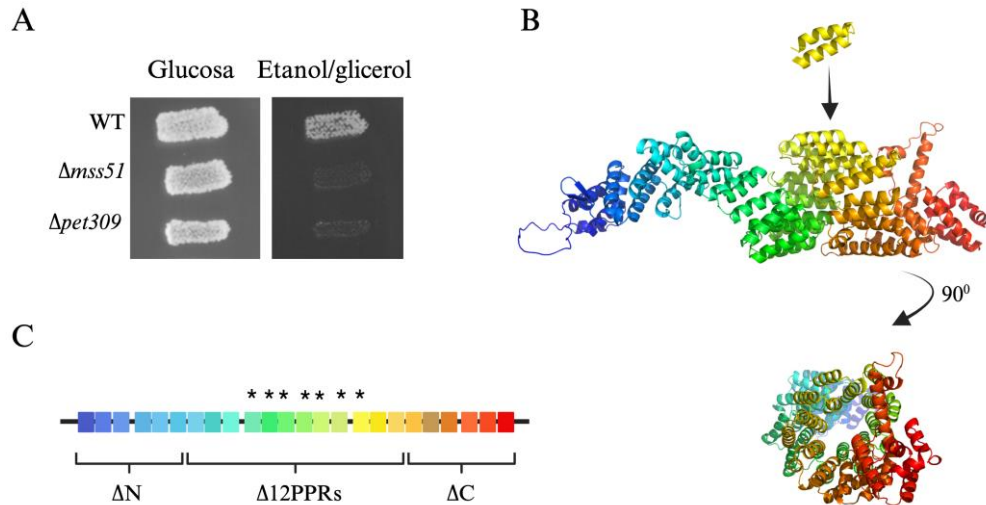 A
B
Glucosa Etanol/glicerol
WT
Δmss51
Δpet309
90⁰
C
* * * * * * *
ΔN Δ12PPRs ΔC